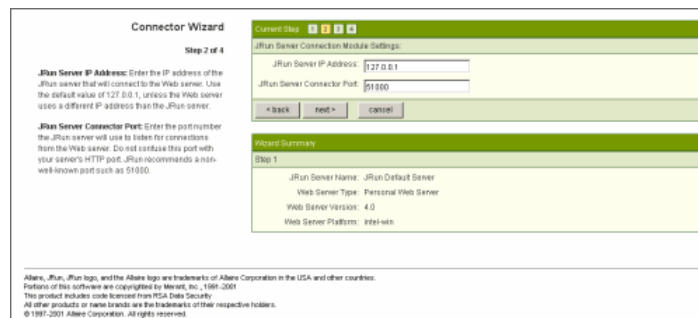 Connector Wizard
Step 2 of 4
JRun Server IP Address: Enter the IP address of the
JRun server that will connect to the Web server. Use
the default value of 127.0.0.1, unless the Web server
uses a different IP address than the JRun server.
JRun Server Connector Port: Enter the port number
the JRun server will use to listen for connections
from the Web server. Do not confuse this port with
your server's HTTP port. JRun recommends a non-
well-known port such as 51000.
Current Step 1 2 3 4
JRun Server Connection Module Settings:
JRun Server IP Address: 127.0.0.1
JRun Server Connector Port: 51000
< back next > cancel
Wizard Summary
Step 1
JRun Server Name: JRun Default Server
Web Server Type: Personal Web Server
Web Server Version: 4.0
Web Server Platform: intel-win
Allaire, JRun, JRun logo, and the Allaire logo are trademarks of Allaire Corporation in the USA and other countries.
Portions of this software are copyrighted by Merant, Inc., 1991-2001
This product includes code licensed from RSA Data Security
All other products or name brands are the trademarks of their respective holders.
© 1997-2001 Allaire Corporation. All rights reserved.